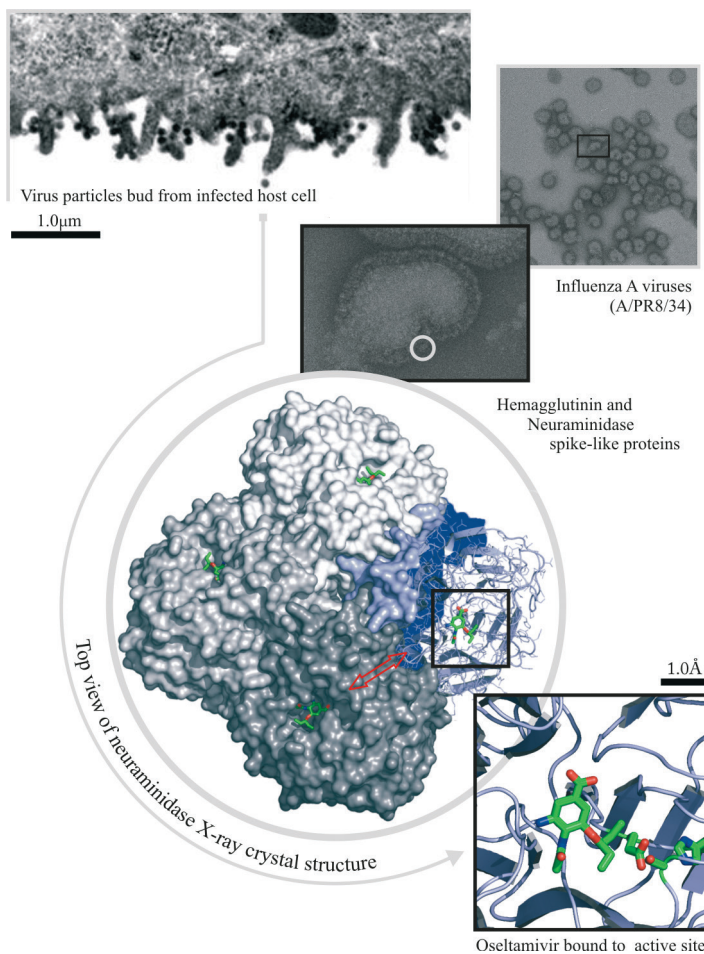 Virus particles bud from infected host cell
1.0μm
Influenza A viruses
(A/PR8/34)
Hemagglutinin and
Neuraminidase
spike-like proteins
Top view of neuraminidase X-ray crystal structure
1.0Å
Oseltamivir bound to active site